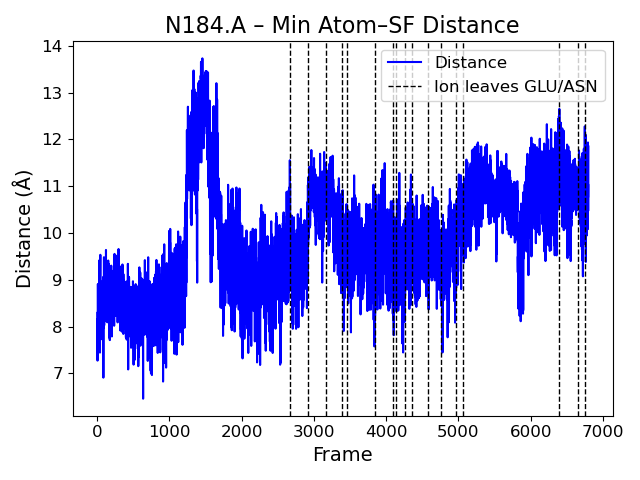 N184.A – Min Atom–SF Distance
14
13
12
11
10
9
8
7
Distance (Å)
Distance
Ion leaves GLU/ASN
0 1000 2000 3000 4000 5000 6000 7000
Frame